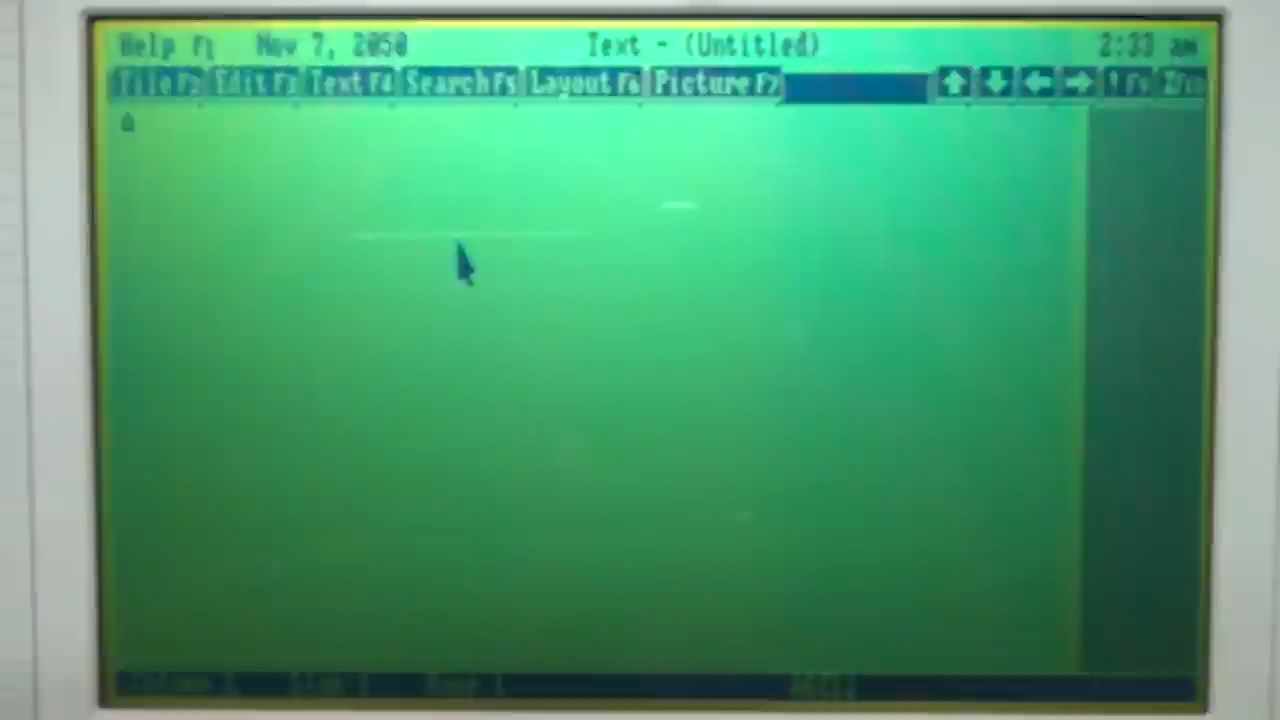 Help F1 Nov 7, 2050 Text - (Untitled) 2:33 am
File F2 Edit F3 Text F4 Search F5 Layout F6 Picture F7